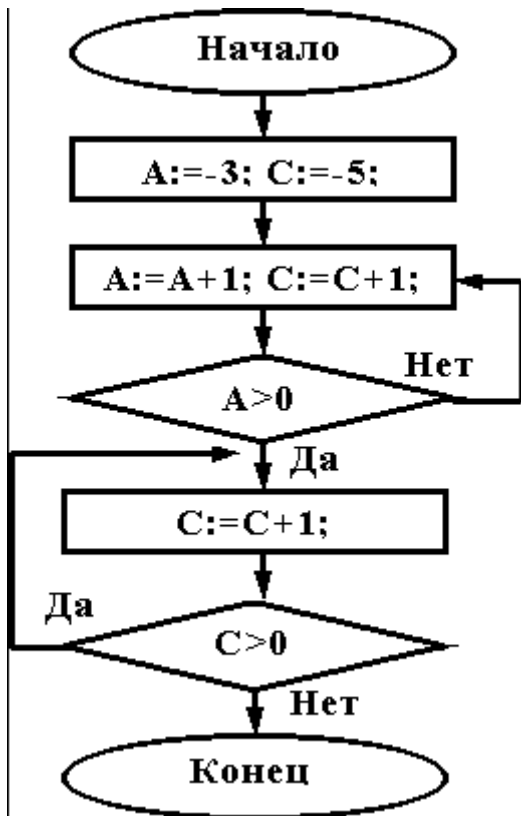 Начало
A:=-3; C:=-5;
A:=A+1; C:=C+1;
Нет
A>0
Да
C:=C+1;
Да
C>0
Нет
Конец